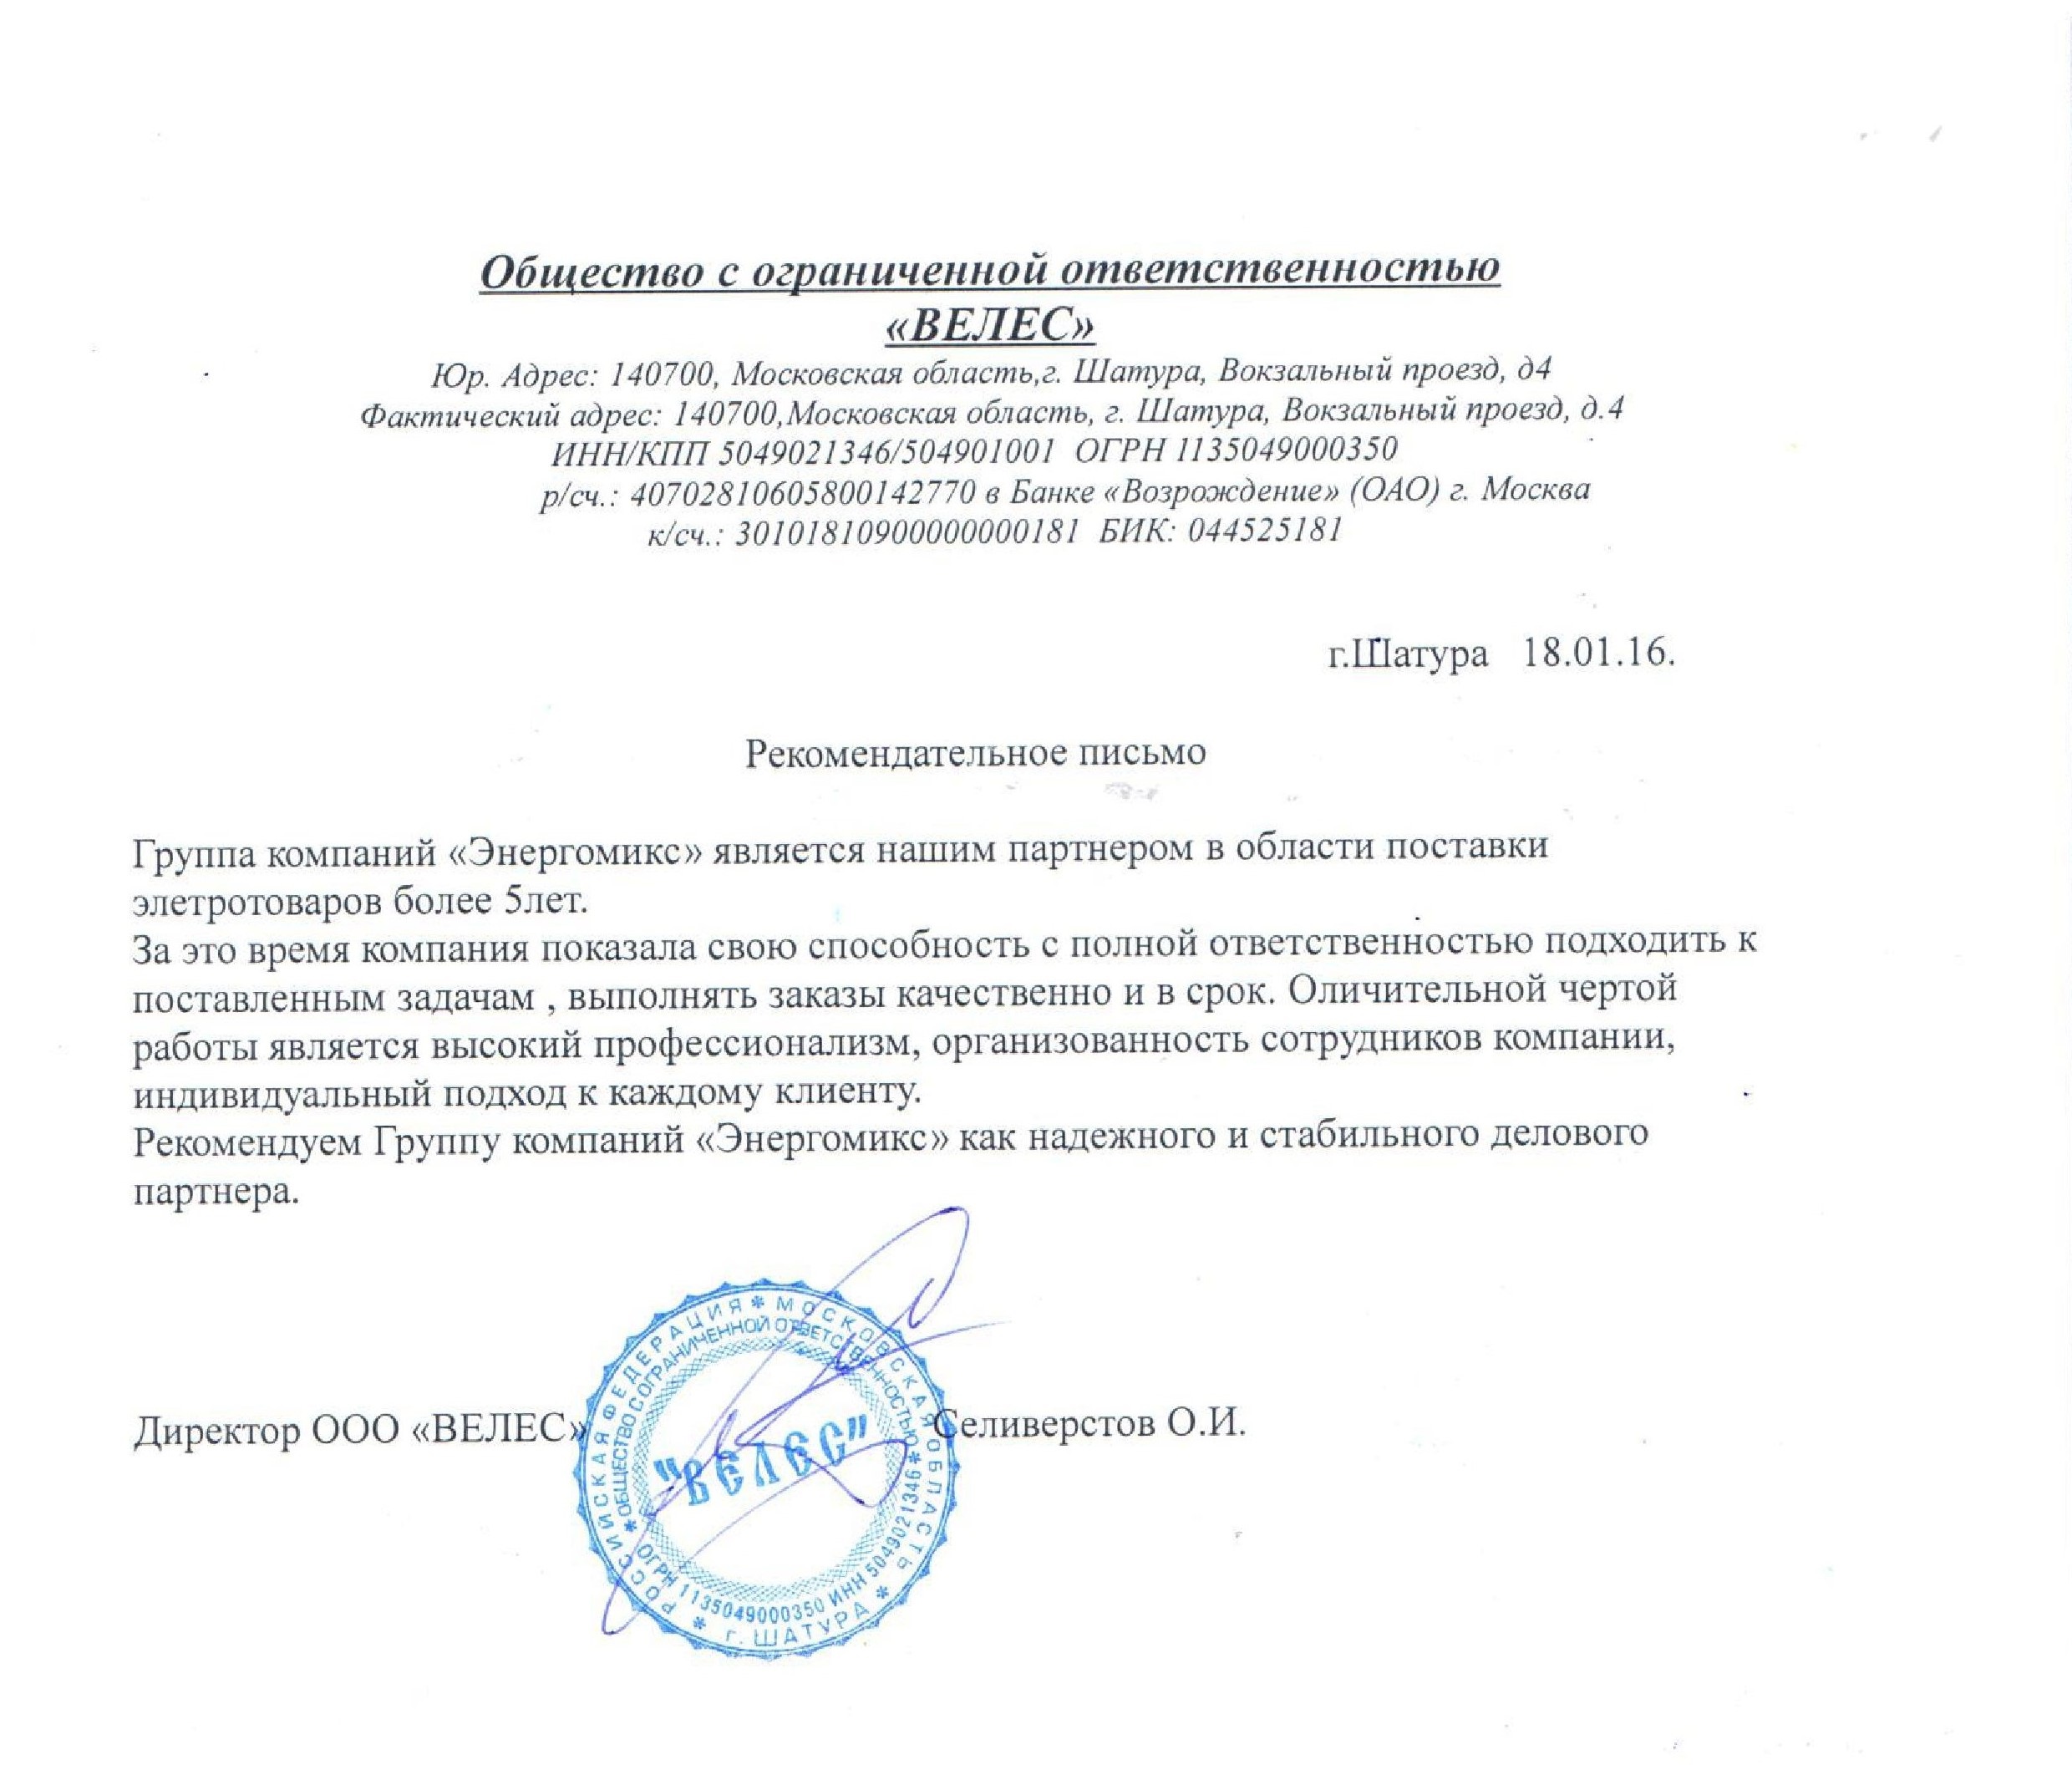 Общество с ограниченной ответственностью
«ВЕЛЕС»
Юр. Адрес: 140700, Московская область,г. Шатура, Вокзальный проезд, д4
Фактический адрес: 140700,Московская область, г. Шатура, Вокзальный проезд, д.4
ИНН/КПП 5049021346/504901001 ОГРН 1135049000350
р/сч.: 40702810605800142770 в Банке «Возрождение» (ОАО) г. Москва
к/сч.: 30101810900000000181 БИК: 044525181
г.Шатура 18.01.16.
Рекомендательное письмо
Группа компаний «Энергомикс» является нашим партнером в области поставки
элетротоваров более 5лет.
За это время компания показала свою способность с полной ответственностью подходить к
поставленным задачам , выполнять заказы качественно и в срок. Оличительной чертой
работы является высокий профессионализм, организованность сотрудников компании,
индивидуальный подход к каждому клиенту.
Рекомендуем Группу компаний «Энергомикс» как надежного и стабильного делового
партнера.
Директор ООО «ВЕЛЕС» Селиверстов О.И.
РОССИЙСКАЯ ФЕДЕРАЦИЯ * МОСКОВСКАЯ ОБЛАСТЬ * г. ШАТУРА *
* ОБЩЕСТВО С ОГРАНИЧЕННОЙ ОТВЕТСТВЕННОСТЬЮ * ОГРН 1135049000350 ИНН 5049021346
"ВЕЛЕС"